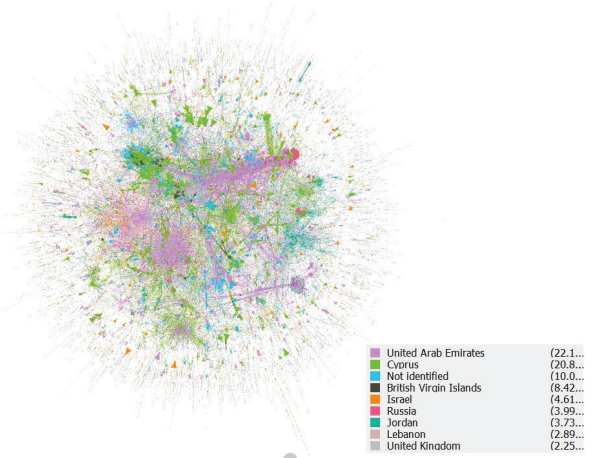 United Arab Emirates (22.1...
Cyprus (20.8...
Not identified (10.0...
British Virgin Islands (8.42...
Israel (4.61...
Russia (3.99...
Jordan (3.73...
Lebanon (2.89...
United Kingdom (2.25...